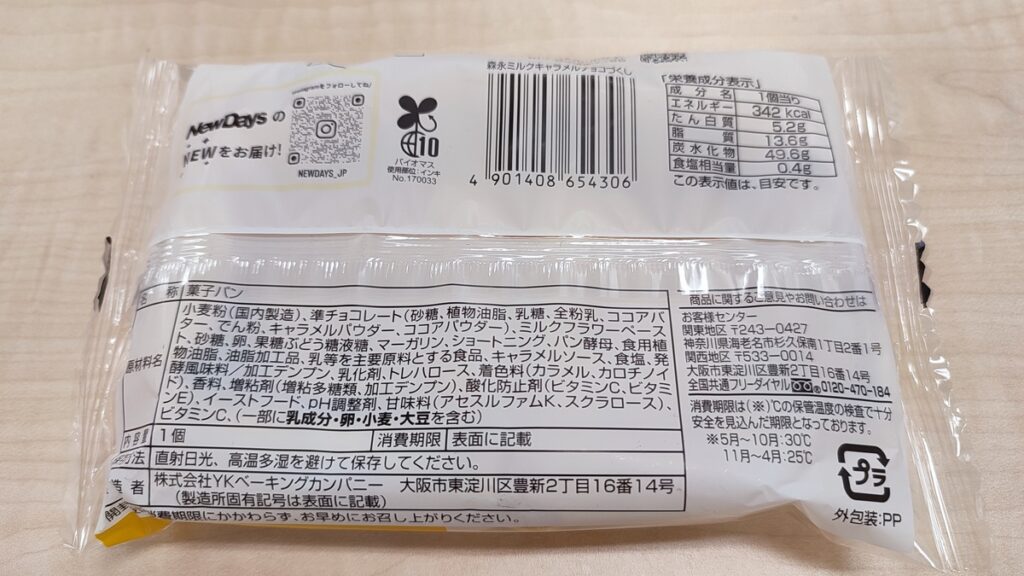 Instagramをフォローしてね!
NewDaysの
NEWをお届け!
NEWDAYS_JP
10
バイオマス
使用部位:インキ
No.170033
森永ミルクキャラメルチョコづくし
4 901408 654306
「栄養成分表示」
成分名 1個当り
エネルギー 342 kcal
たん白質 5.2g
脂質 13.6g
炭水化物 49.6g
食塩相当量 0.4g
この表示値は、目安です。
名称 菓子パン
原材料名
小麦粉(国内製造)、準チョコレート(砂糖、植物油脂、乳糖、全粉乳、ココアバ
ター、でん粉、キャラメルパウダー、ココアパウダー)、ミルクフラワーペース
ト、砂糖、卵、果糖ぶどう糖液糖、マーガリン、ショートニング、パン酵母、食用植
物油脂、油脂加工品、乳等を主要原料とする食品、キャラメルソース、食塩、発
酵風味料/加工デンプン、乳化剤、トレハロース、着色料(カラメル、カロチノイ
ド)、香料、増粘剤(増粘多糖類、加工デンプン)、酸化防止剤(ビタミンC、ビタミ
ンE)、イーストフード、pH調整剤、甘味料(アセスルファムK、スクラロース)、
ビタミンC、(一部に乳成分・卵・小麦・大豆を含む)
内容量 1個 消費期限 表面に記載
方法 直射日光、高温多湿を避けて保存してください。
造者 株式会社YKベーキングカンパニー 大阪市東淀川区豊新2丁目16番14号
(製造所固有記号は表面に記載)
開封 消費期限にかかわらず、お早めにお召し上がりください。
商品に関するご意見やお問い合わせは
お客様センター
関東地区 〒243-0427
神奈川県海老名市杉久保南1丁目2番1号
関西地区 〒533-0014
大阪市東淀川区豊新2丁目16番14号
全国共通フリーダイヤル 0120-470-184
消費期限は(※)℃の保管温度の検査で十分
安全を見込んだ期限となっております。
※5月~10月:30℃
11月~4月:25℃
プラ
外包装:PP